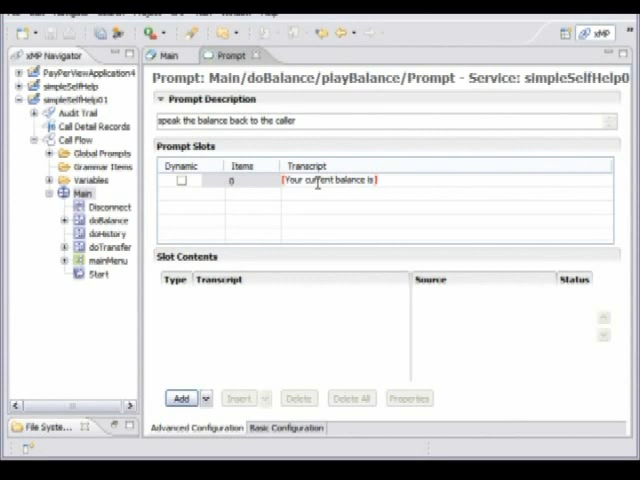 xMP
xMP Navigator
Main
Prompt
PayPerViewApplication4
simpleSelfHelp
simpleSelfHelp01
Audit Trail
Call Detail Records
Call Flow
Global Prompts
Grammar Items
Variables
Main
Disconnect
doBalance
doHistory
doTransfer
mainMenu
Start
File Syste...
Prompt: Main/doBalance/playBalance/Prompt - Service: simpleSelfHelp0
Prompt Description
speak the balance back to the caller
Prompt Slots
Dynamic Items Transcript
0 [Your current balance is]
Slot Contents
Type Transcript Source Status
Add Insert Delete Delete All Properties
Advanced Configuration Basic Configuration